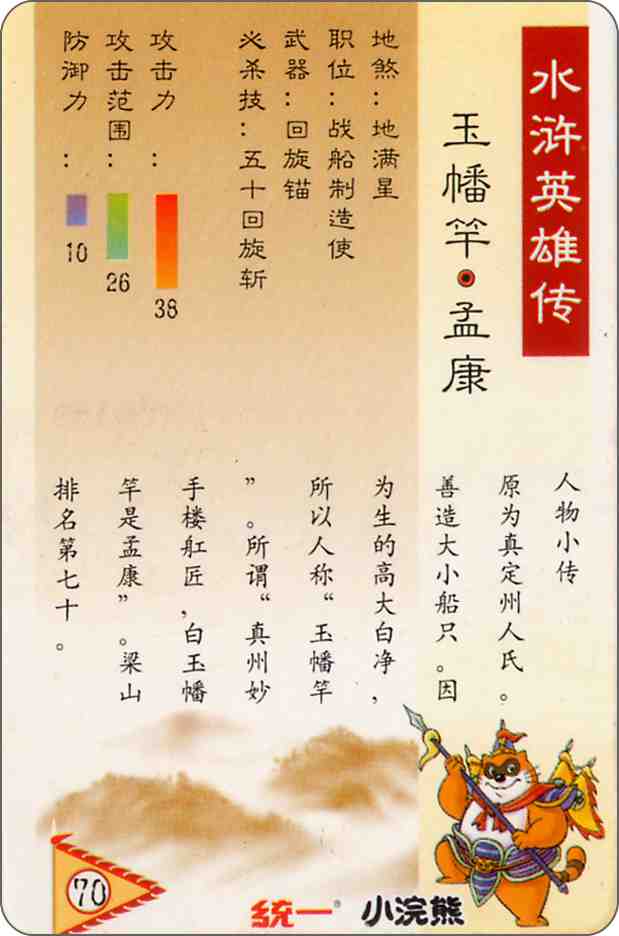 水浒英雄传
玉幡竿·孟康
地煞：地满星
职位：战船制造使
武器：回旋锚
必杀技：五十回旋斩
攻击力：
38
攻击范围：
26
防御力：
10
人物小传
原为真定州人氏。
善造大小船只。因
为生的高大白净，
所以人称“玉幡竿
”。所谓“真州妙
手楼舡匠，白玉幡
竿是孟康”。梁山
排名第七十。
70
統一®
小浣熊